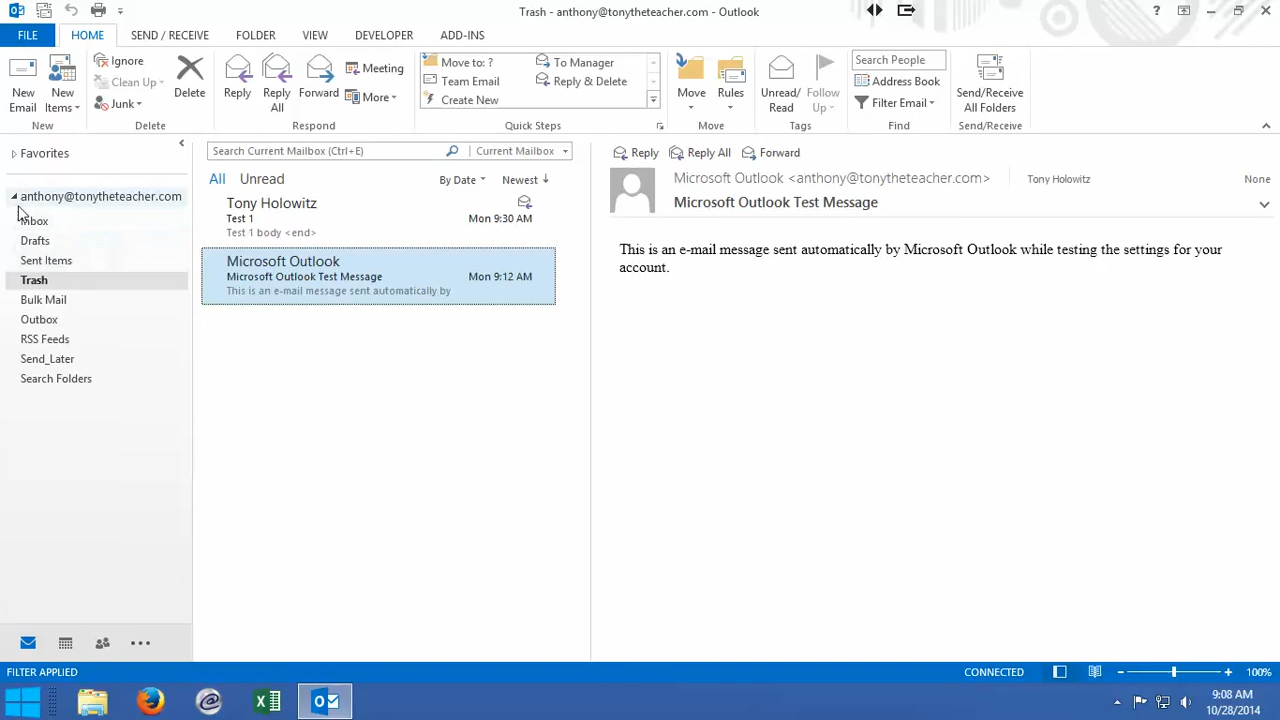 Trash - anthony@tonytheteacher.com - Outlook
?
FILE
HOME
SEND / RECEIVE
FOLDER
VIEW
DEVELOPER
ADD-INS
New
Email
New
Items
Ignore
Clean Up
Junk
Delete
Reply
Reply
All
Forward
Meeting
More
Move to: ?
Team Email
Create New
To Manager
Reply & Delete
Move
Rules
Unread/
Read
Follow
Up
Search People
Address Book
Filter Email
Send/Receive
All Folders
New
Delete
Respond
Quick Steps
Move
Tags
Find
Send/Receive
Favorites
anthony@tonytheteacher.com
Inbox
Drafts
Sent Items
Trash
Bulk Mail
Outbox
RSS Feeds
Send_Later
Search Folders
Search Current Mailbox (Ctrl+E)
Current Mailbox
All
Unread
By Date
Newest
Tony Holowitz
Test 1
Mon 9:30 AM
Test 1 body <end>
Microsoft Outlook
Microsoft Outlook Test Message
Mon 9:12 AM
This is an e-mail message sent automatically by
Reply
Reply All
Forward
Microsoft Outlook <anthony@tonytheteacher.com>
Tony Holowitz
None
Microsoft Outlook Test Message
This is an e-mail message sent automatically by Microsoft Outlook while testing the settings for your
account.
FILTER APPLIED
CONNECTED
100%
9:08 AM
10/28/2014